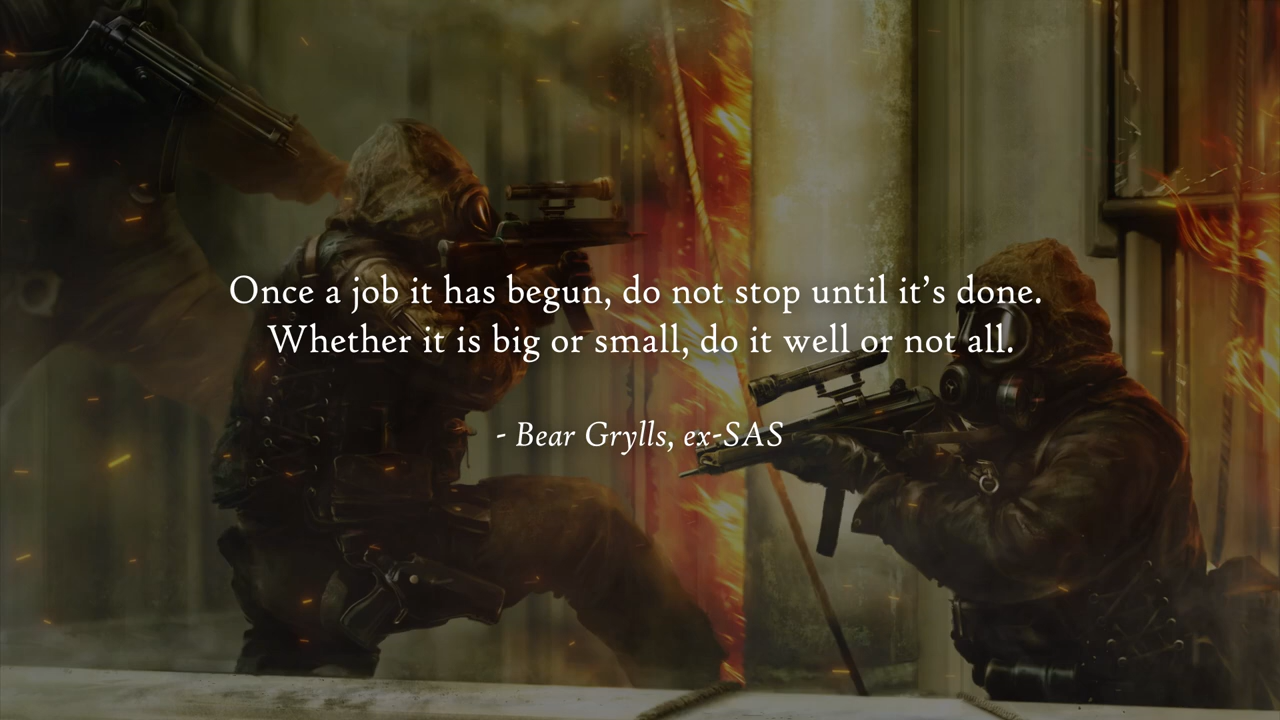 Once a job it has begun, do not stop until it’s done.
Whether it is big or small, do it well or not all.
- Bear Grylls, ex-SAS